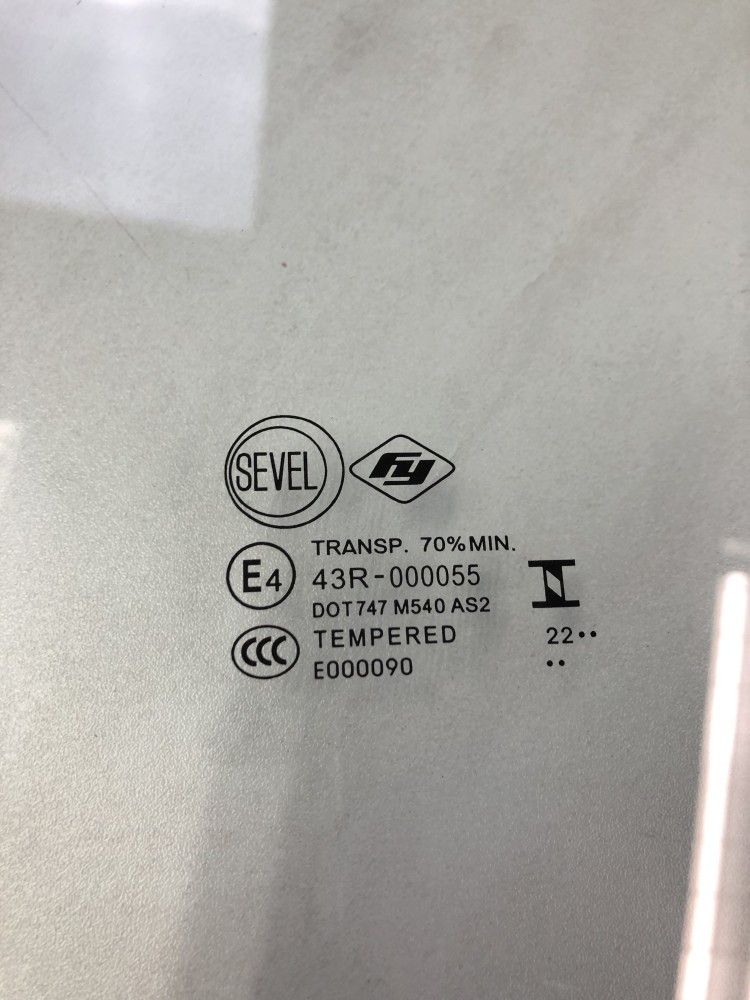 SEVEL fy
TRANSP. 70% MIN.
E4 43R-000055
DOT747 M540 AS2
CCC TEMPERED 22••
E000090 ••